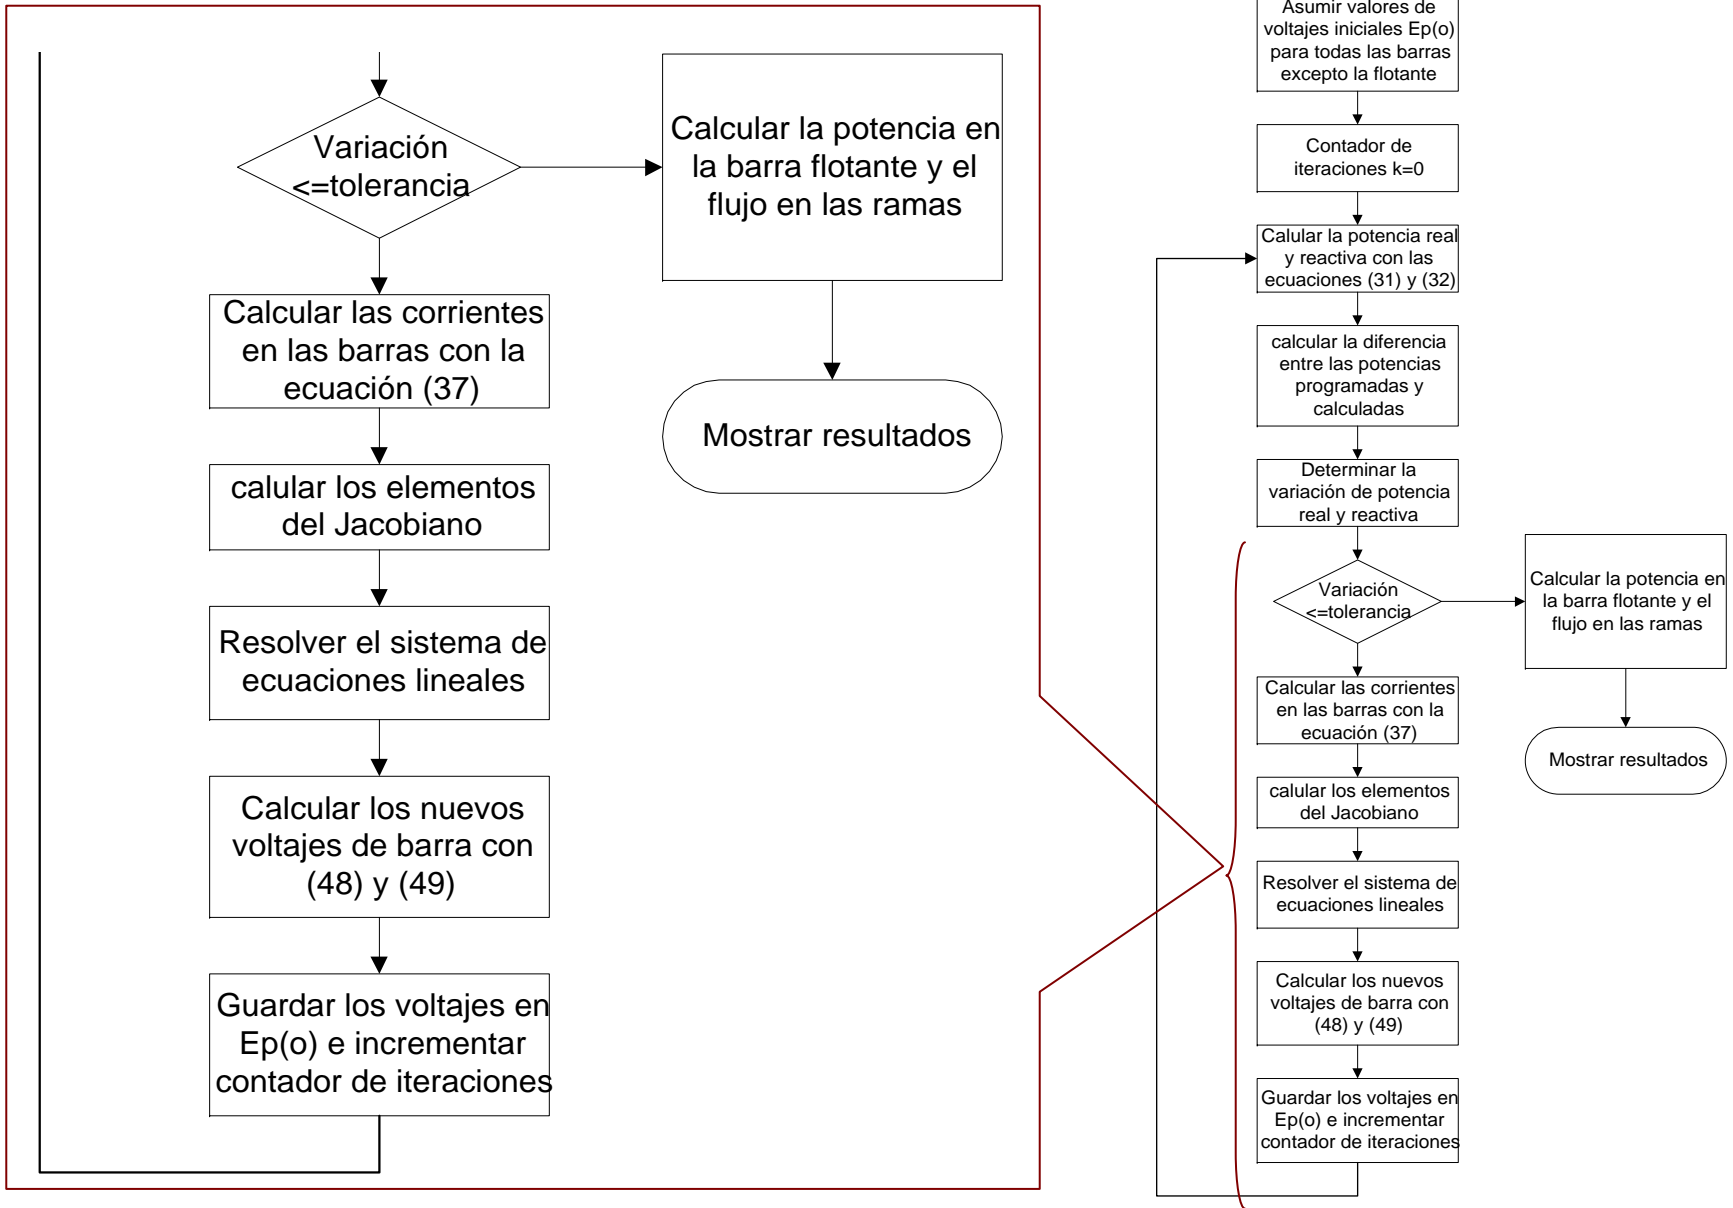 Variación
<=tolerancia
Calcular la potencia en
la barra flotante y el
flujo en las ramas
Calcular las corrientes
en las barras con la
ecuación (37)
Mostrar resultados
calular los elementos
del Jacobiano
Resolver el sistema de
ecuaciones lineales
Calcular los nuevos
voltajes de barra con
(48) y (49)
Guardar los voltajes en
Ep(o) e incrementar
contador de iteraciones
Asumir valores de
voltajes iniciales Ep(o)
para todas las barras
excepto la flotante
Contador de
iteraciones k=0
Calular la potencia real
y reactiva con las
ecuaciones (31) y (32)
calcular la diferencia
entre las potencias
programadas y
calculadas
Determinar la
variación de potencia
real y reactiva
Variación
<=tolerancia
Calcular la potencia en
la barra flotante y el
flujo en las ramas
Calcular las corrientes
en las barras con la
ecuación (37)
Mostrar resultados
calular los elementos
del Jacobiano
Resolver el sistema de
ecuaciones lineales
Calcular los nuevos
voltajes de barra con
(48) y (49)
Guardar los voltajes en
Ep(o) e incrementar
contador de iteraciones